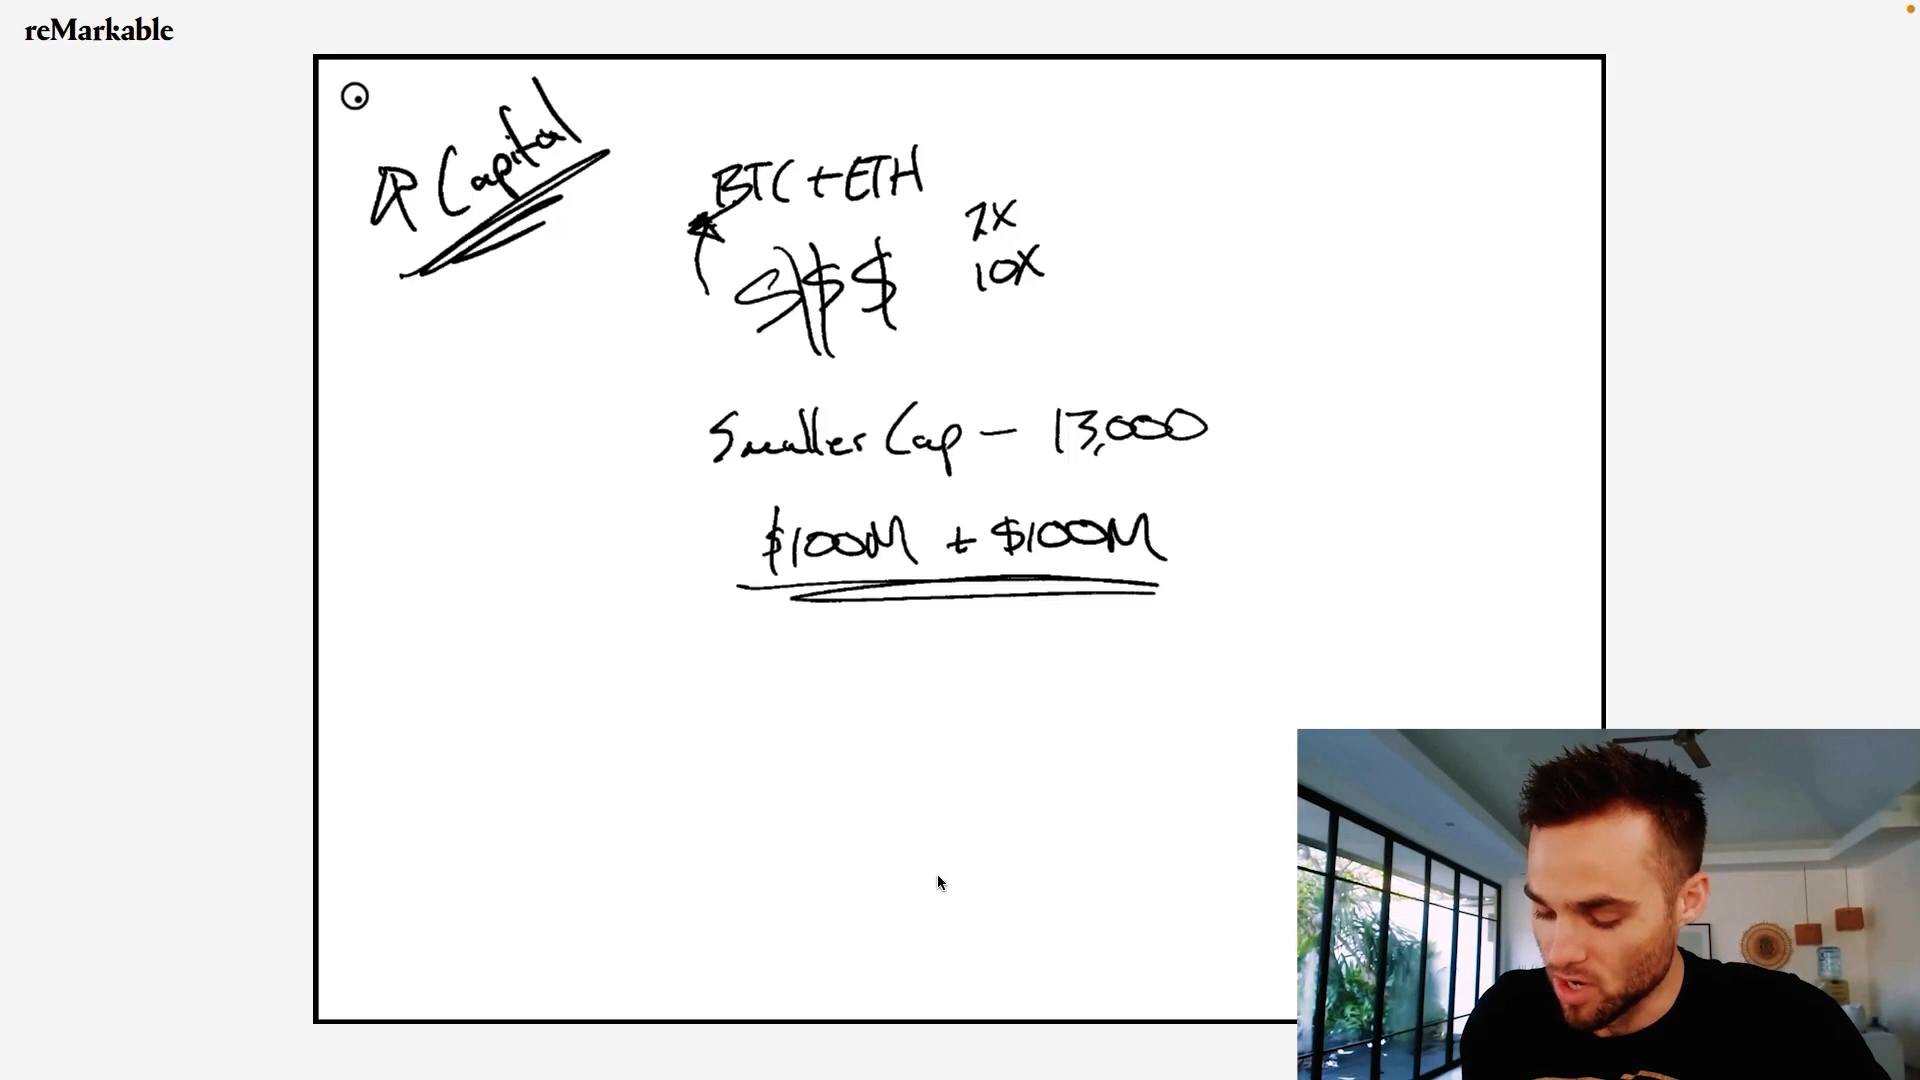 reMarkable
Capital
BTC + ETH
2X
$$$
10X
Smaller Cap - 13,000
$100M + $100M